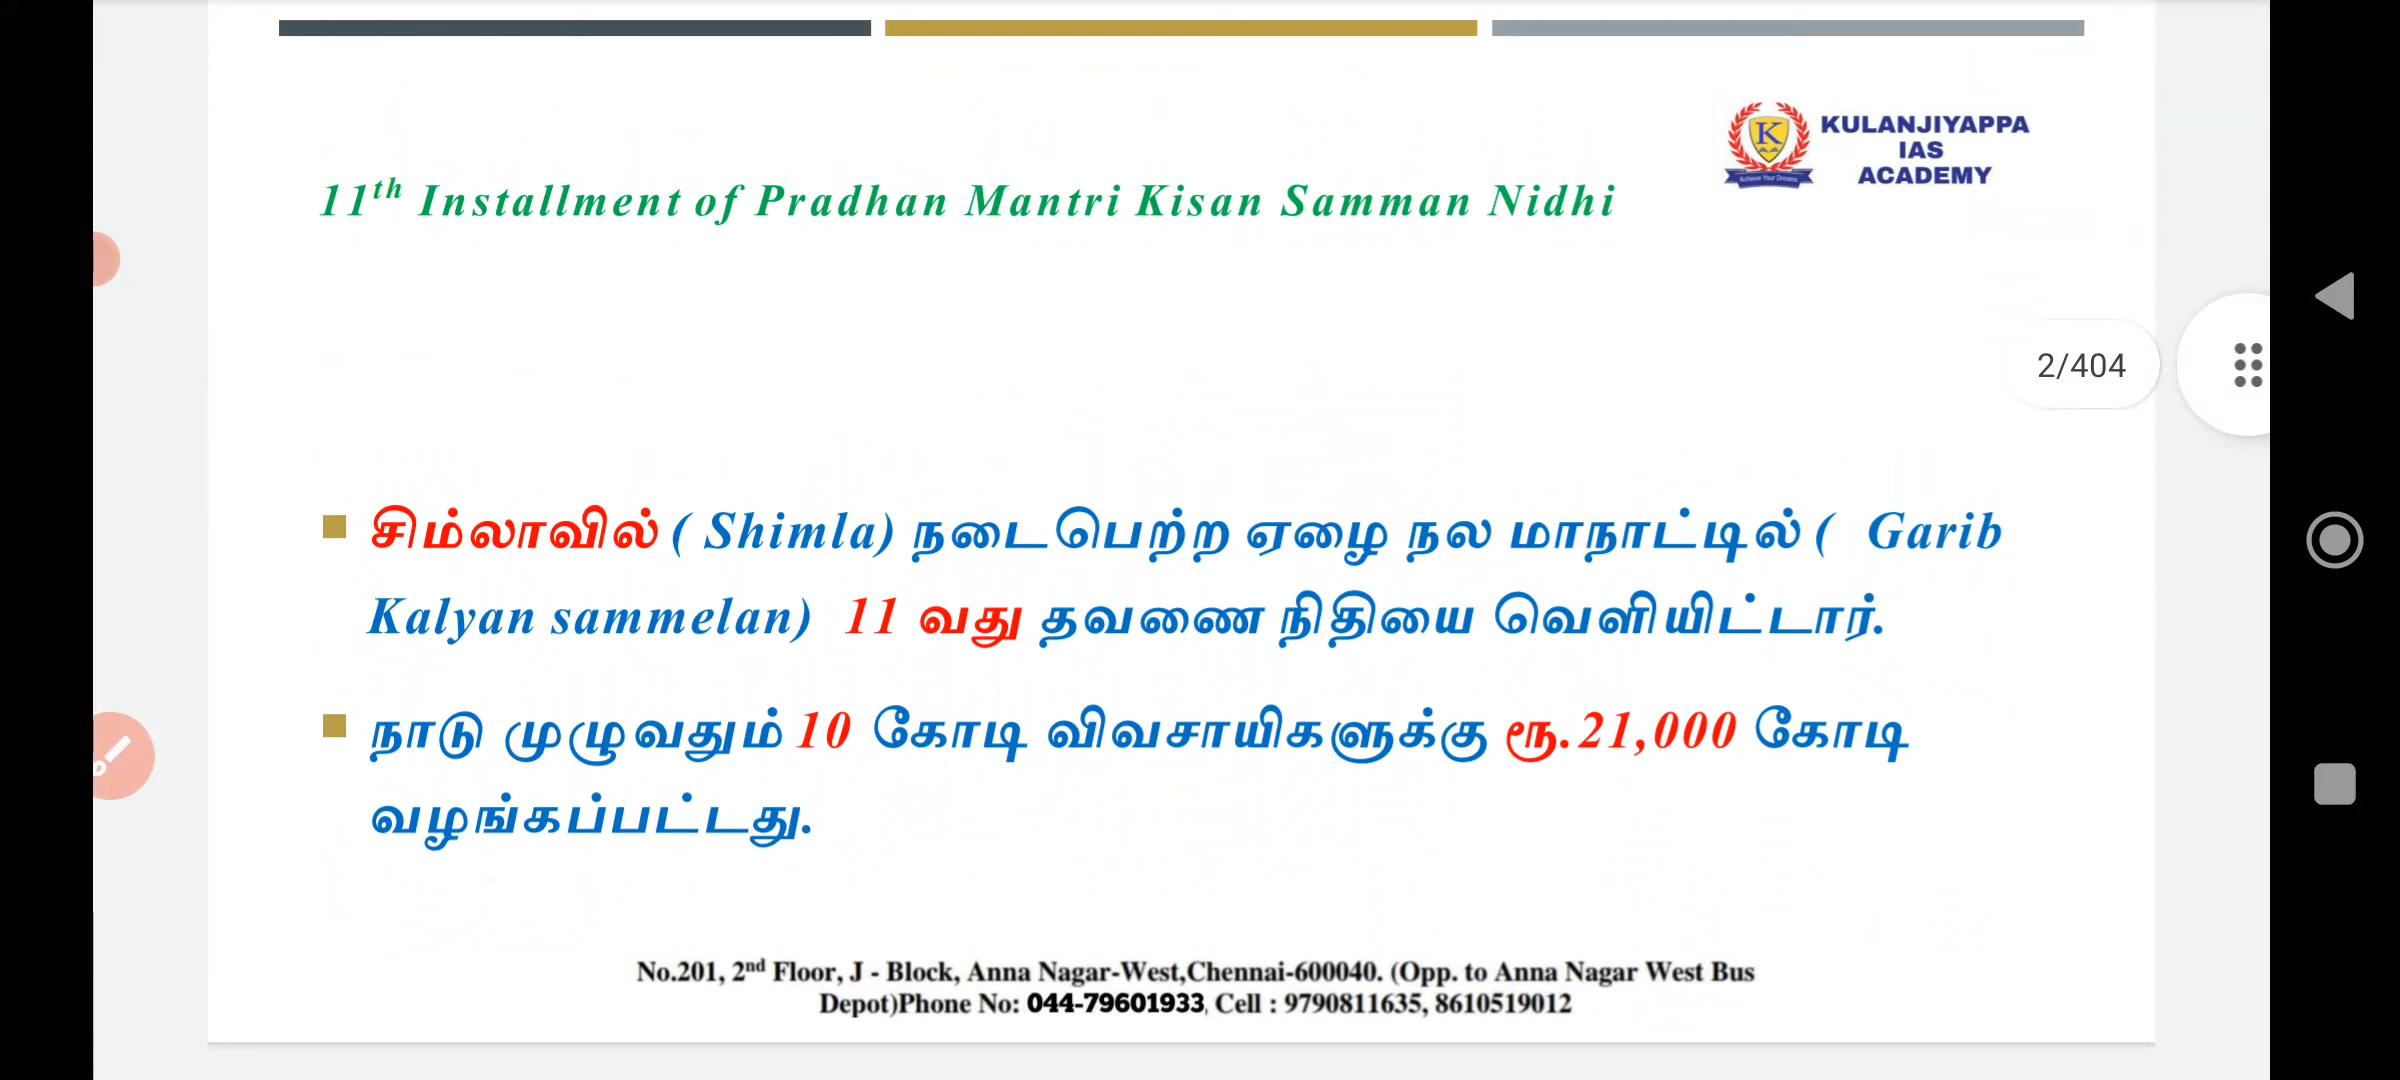 KULANJIYAPPA
IAS
ACADEMY
Achieve Your Dreams
11th Installment of Pradhan Mantri Kisan Samman Nidhi
2/404
சிம்லாவில் ( Shimla) நடைபெற்ற ஏழை நல மாநாட்டில் ( Garib
Kalyan sammelan) 11 வது தவணை நிதியை வெளியிட்டார்.
நாடு முழுவதும் 10 கோடி விவசாயிகளுக்கு ரூ.21,000 கோடி
வழங்கப்பட்டது.
No.201, 2nd Floor, J - Block, Anna Nagar-West,Chennai-600040. (Opp. to Anna Nagar West Bus
Depot)Phone No: 044-79601933, Cell : 9790811635, 8610519012